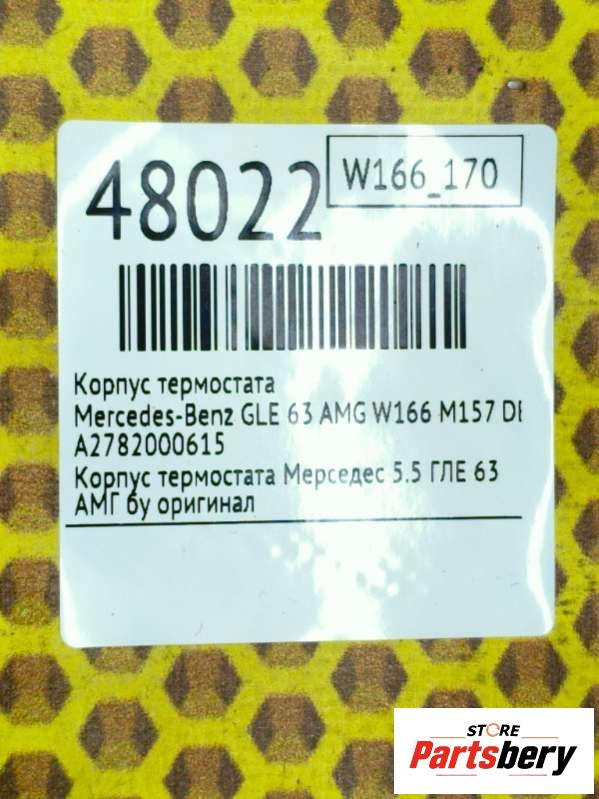 48022
W166_170
Корпус термостата
Mercedes-Benz GLE 63 AMG W166 M157 DE
A2782000615
Корпус термостата Мерседес 5.5 ГЛЕ 63
АМГ бу оригинал
STORE
Partsbery